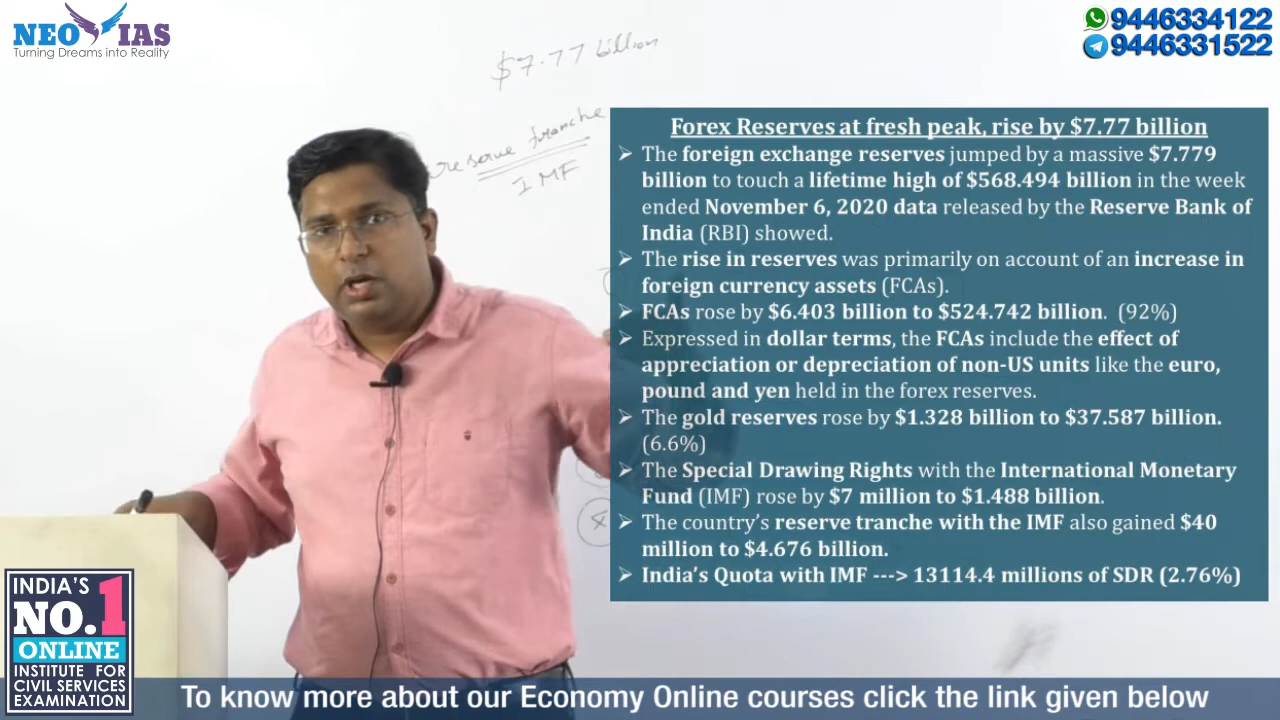 NEO IAS
Turning Dreams into Reality
9446334122
9446331522
$7.77 billion
reserve tranche
IMF
Forex Reserves at fresh peak, rise by $7.77 billion
➢ The foreign exchange reserves jumped by a massive $7.779
billion to touch a lifetime high of $568.494 billion in the week
ended November 6, 2020 data released by the Reserve Bank of
India (RBI) showed.
➢ The rise in reserves was primarily on account of an increase in
foreign currency assets (FCAs).
➢ FCAs rose by $6.403 billion to $524.742 billion. (92%)
➢ Expressed in dollar terms, the FCAs include the effect of
appreciation or depreciation of non-US units like the euro,
pound and yen held in the forex reserves.
➢ The gold reserves rose by $1.328 billion to $37.587 billion.
(6.6%)
➢ The Special Drawing Rights with the International Monetary
Fund (IMF) rose by $7 million to $1.488 billion.
➢ The country's reserve tranche with the IMF also gained $40
million to $4.676 billion.
➢ India's Quota with IMF ---> 13114.4 millions of SDR (2.76%)
INDIA'S
NO.1
ONLINE
INSTITUTE FOR
CIVIL SERVICES
EXAMINATION
To know more about our Economy Online courses click the link given below